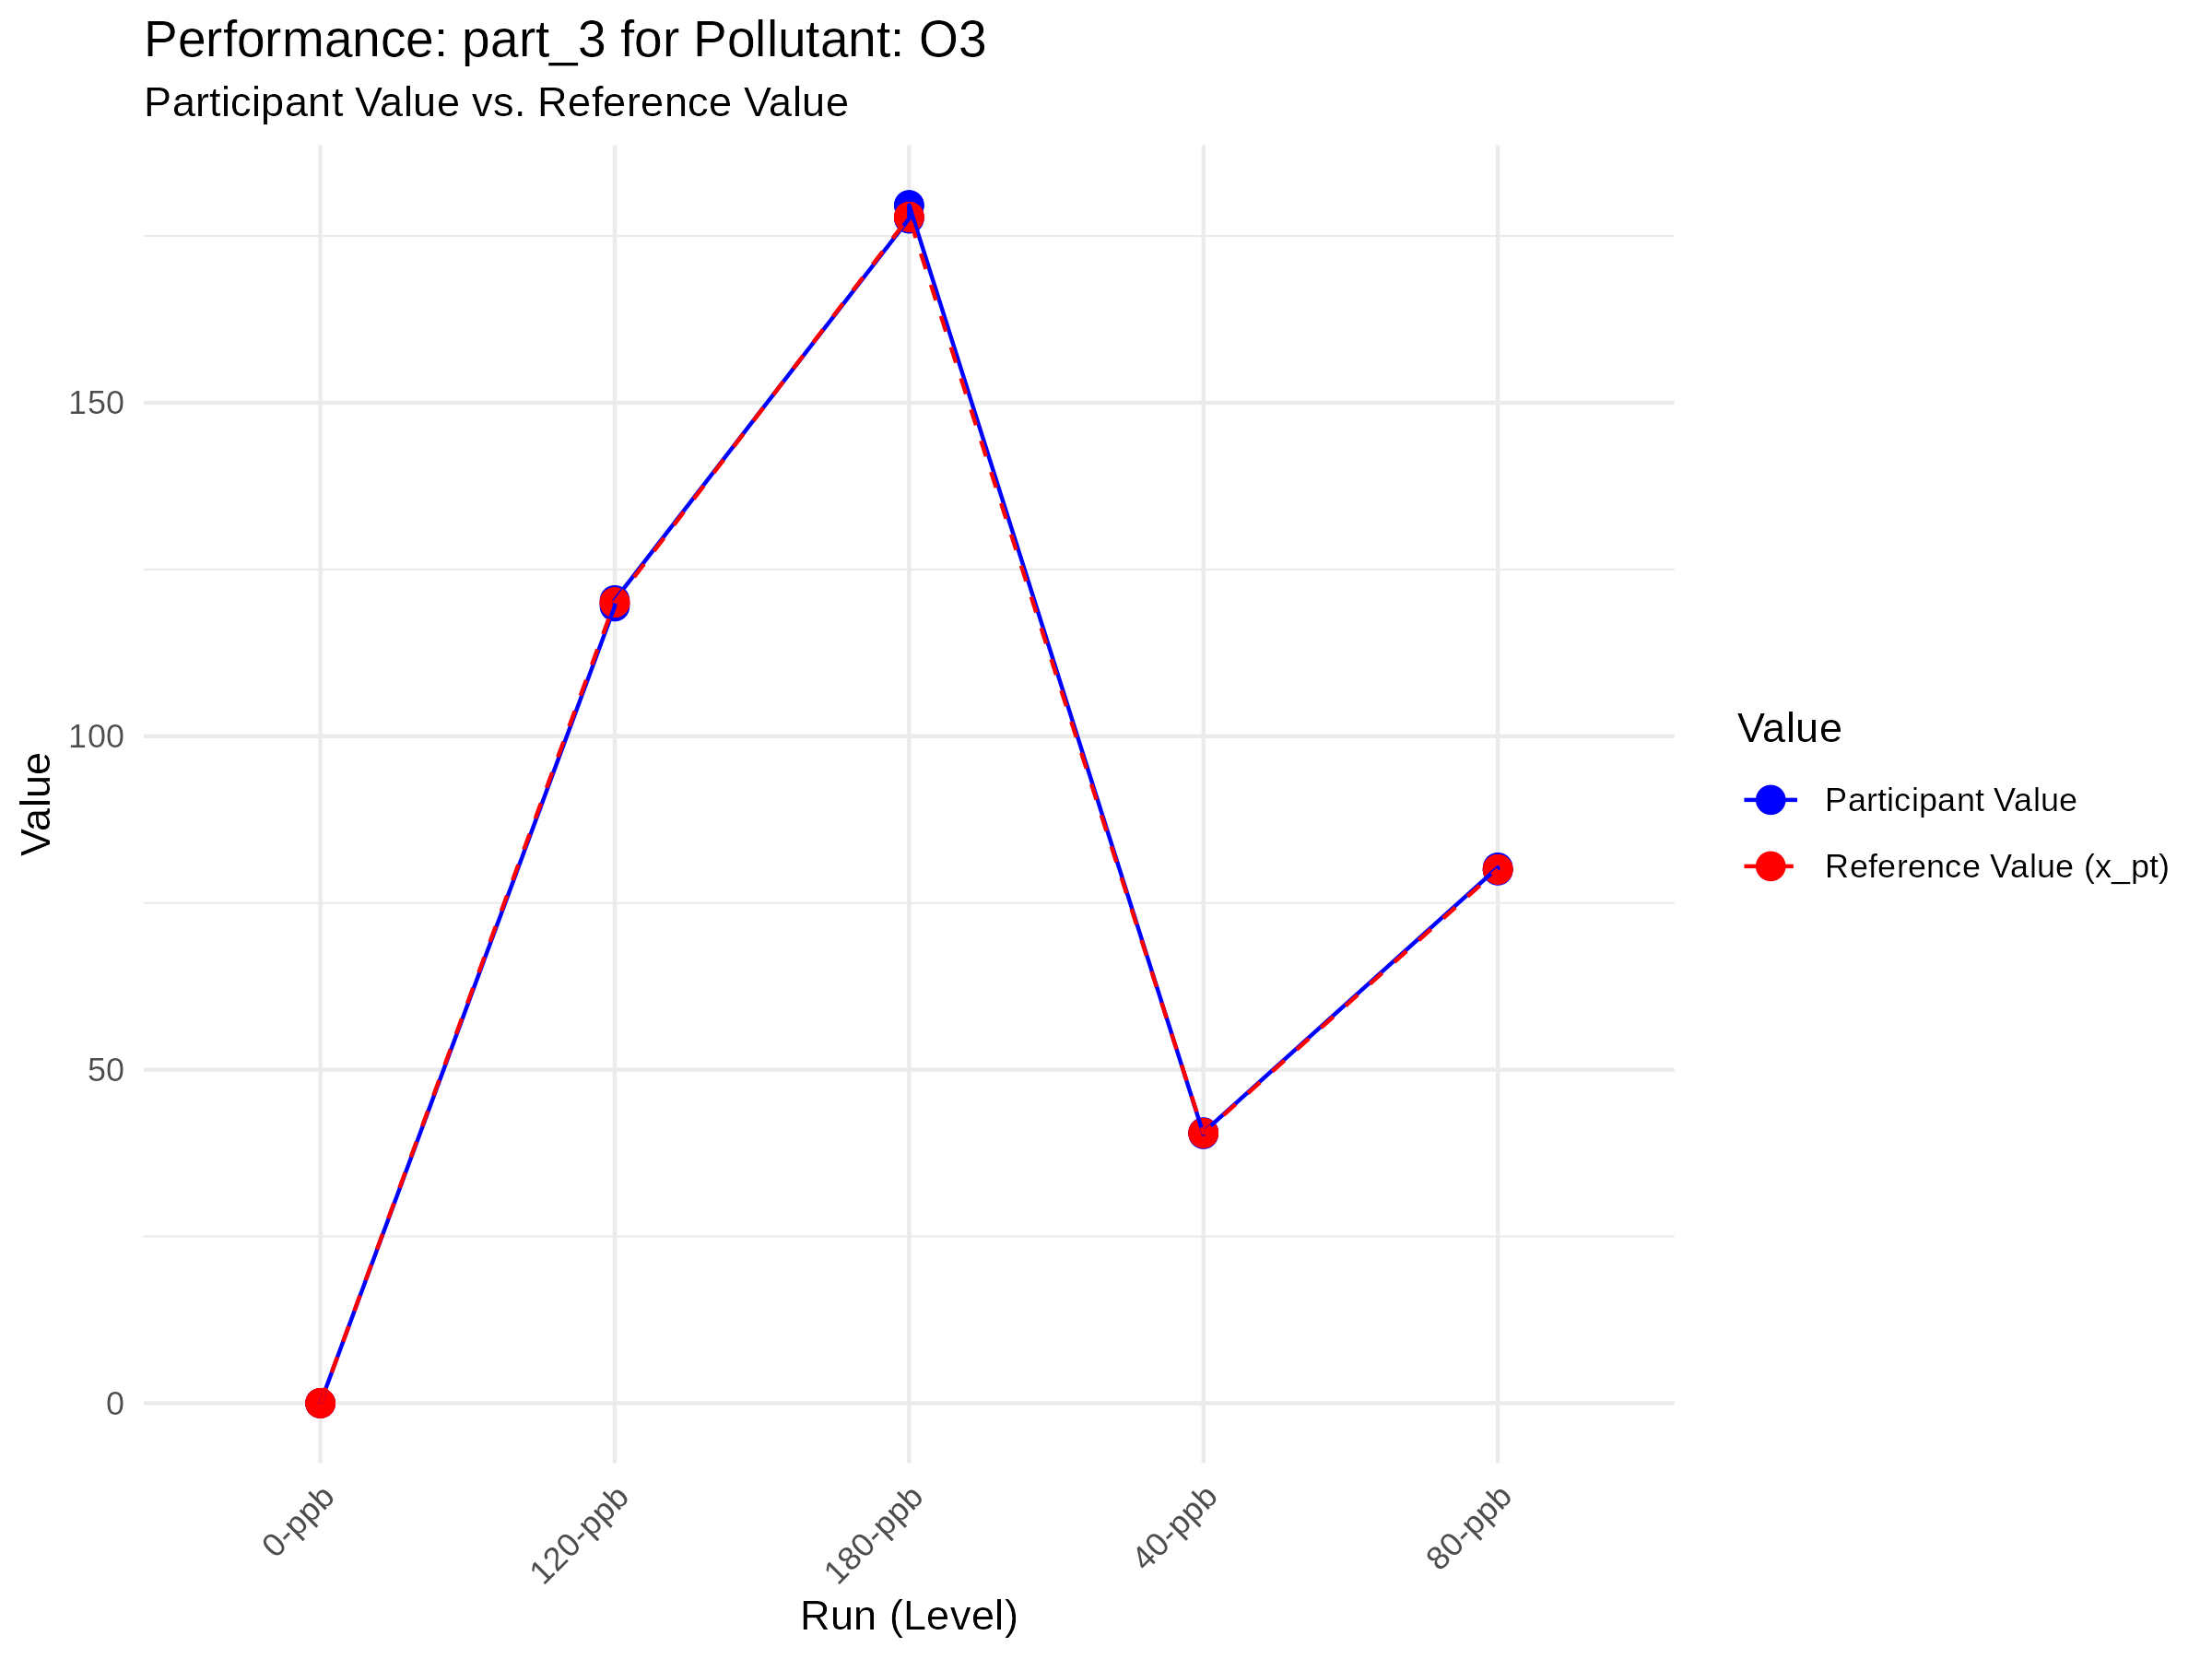 Performance: part_3 for Pollutant: O3
Participant Value vs. Reference Value
Value
150
100
50
0
0-ppb
120-ppb
180-ppb
40-ppb
80-ppb
Run (Level)
Value
Participant Value
Reference Value (x_pt)